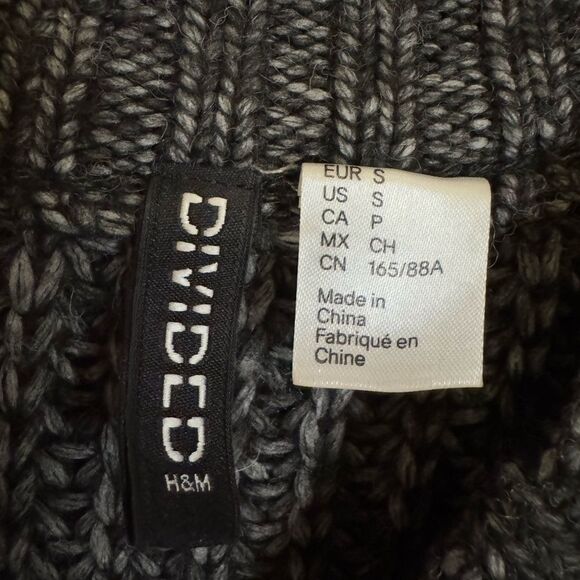 DIVIDED
H&M
EUR S
US S
CA P
MX CH
CN 165/88A
Made in
China
Fabriqué en
Chine